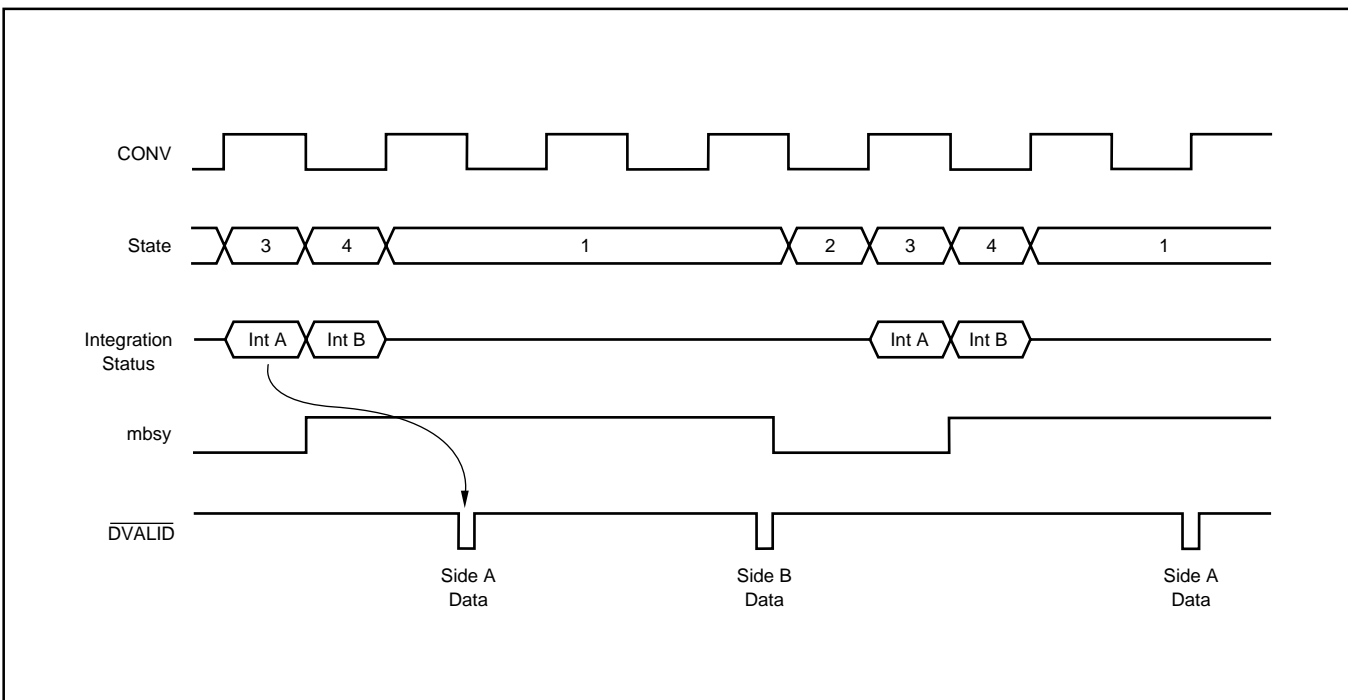 CONV
State
3
4
1
2
3
4
1
Integration
Status
Int A
Int B
Int A
Int B
mbsy
DVALID
Side A
Data
Side B
Data
Side A
Data